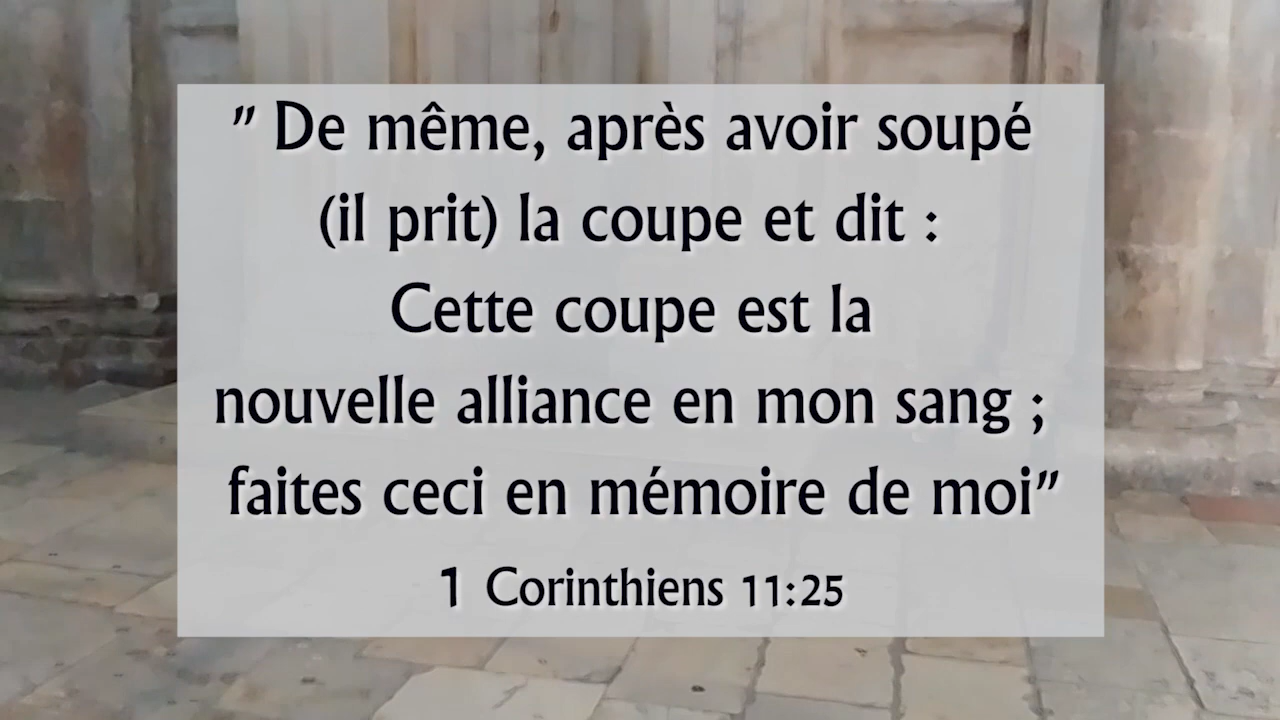 ” De même, après avoir soupé
(il prit) la coupe et dit :
Cette coupe est la
nouvelle alliance en mon sang ;
faites ceci en mémoire de moi”
1 Corinthiens 11:25